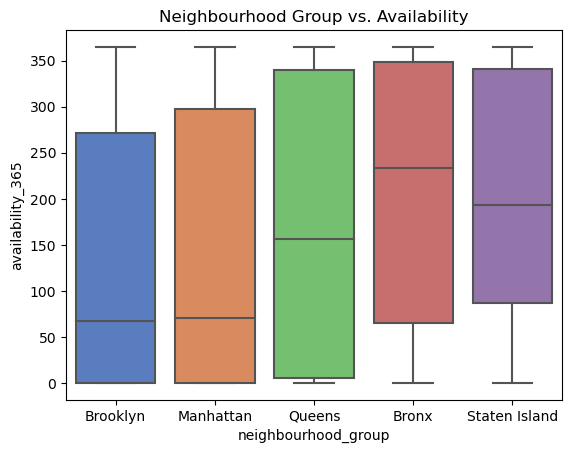 Neighbourhood Group vs. Availability
availability_365
350
300
250
200
150
100
50
0
Brooklyn Manhattan Queens Bronx Staten Island
neighbourhood_group